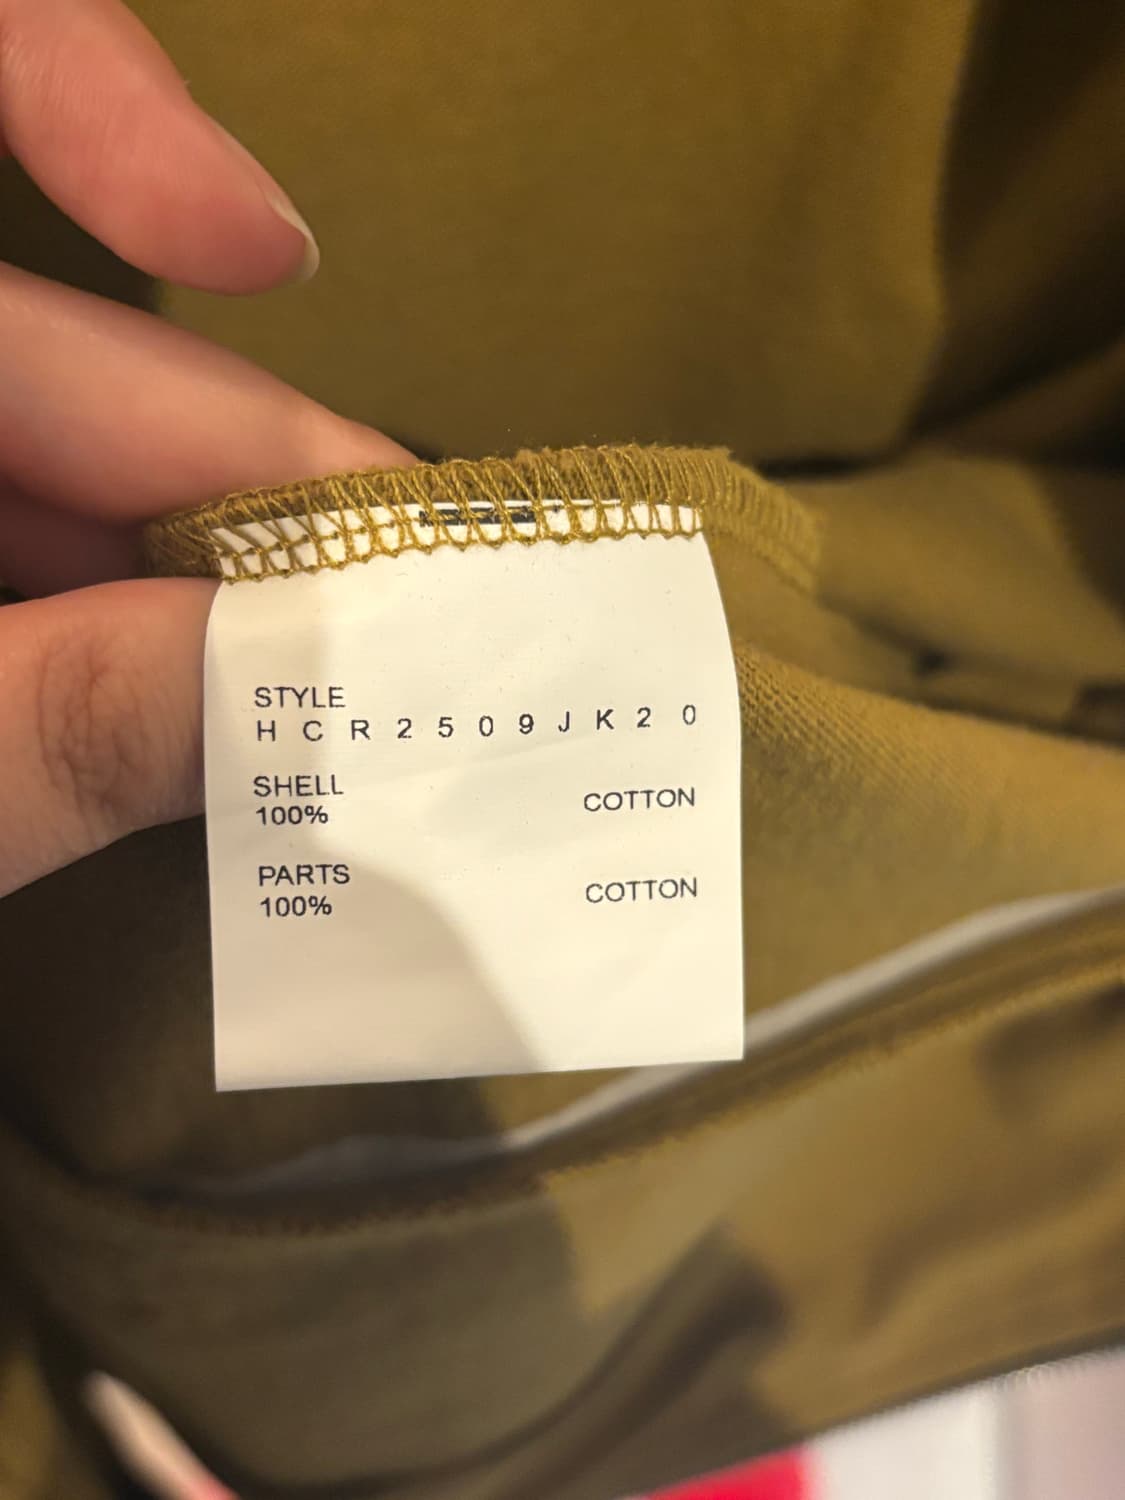 STYLE
H C R 2 5 0 9 J K 2 0
SHELL
100% COTTON
PARTS
100% COTTON